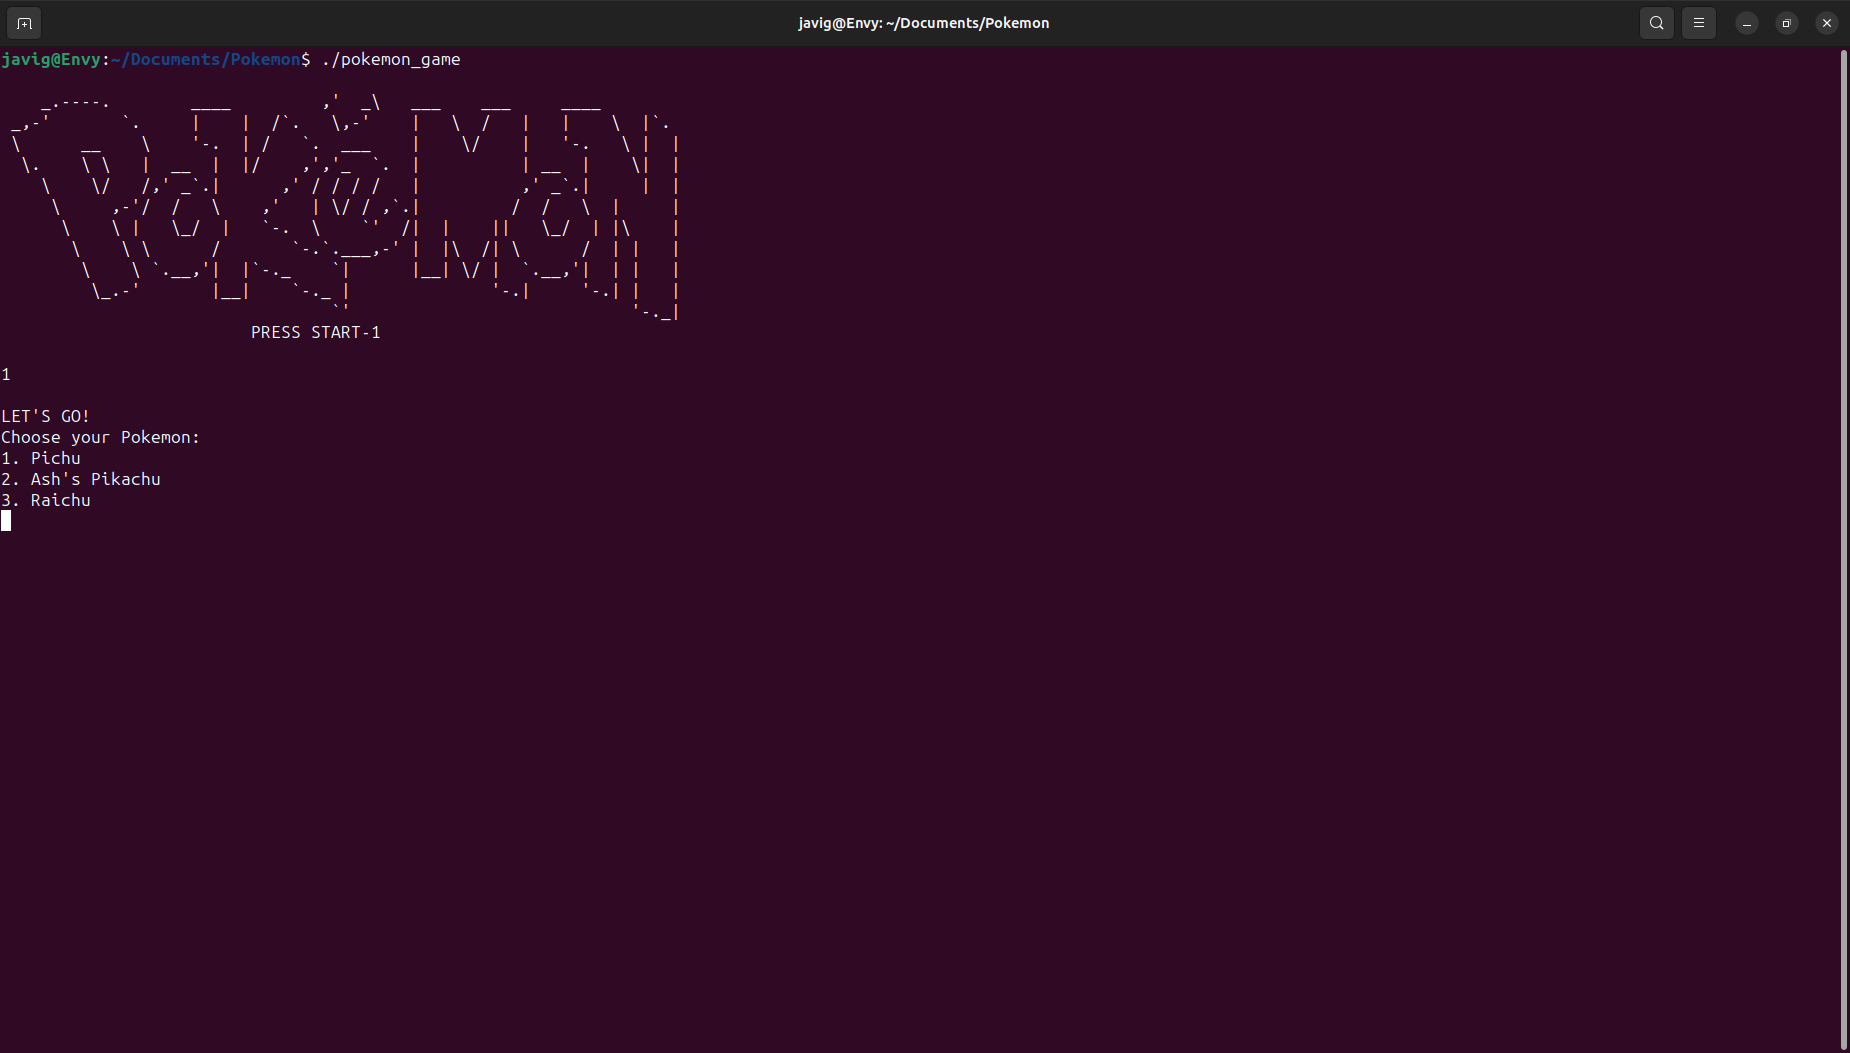 javig@Envy: ~/Documents/Pokemon
javig@Envy:~/Documents/Pokemon$ ./pokemon_game
POKéMON
PRESS START-1
1
LET'S GO!
Choose your Pokemon:
1. Pichu
2. Ash's Pikachu
3. Raichu